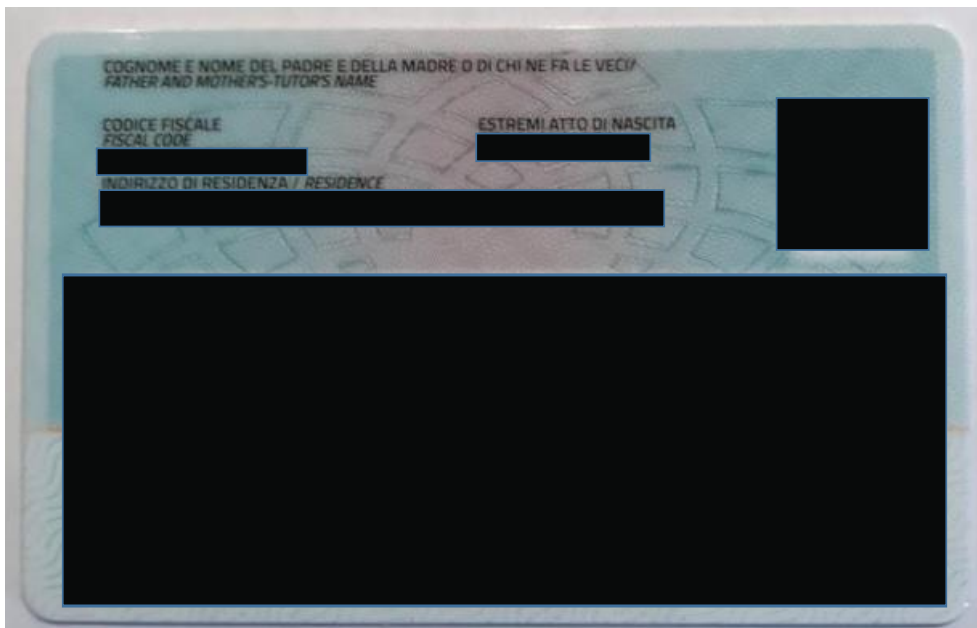 COGNOME E NOME DEL PADRE E DELLA MADRE O DI CHI NE FA LE VECI/
FATHER AND MOTHER'S-TUTOR'S NAME
CODICE FISCALE
FISCAL CODE
ESTREMI ATTO DI NASCITA
INDIRIZZO DI RESIDENZA / RESIDENCE